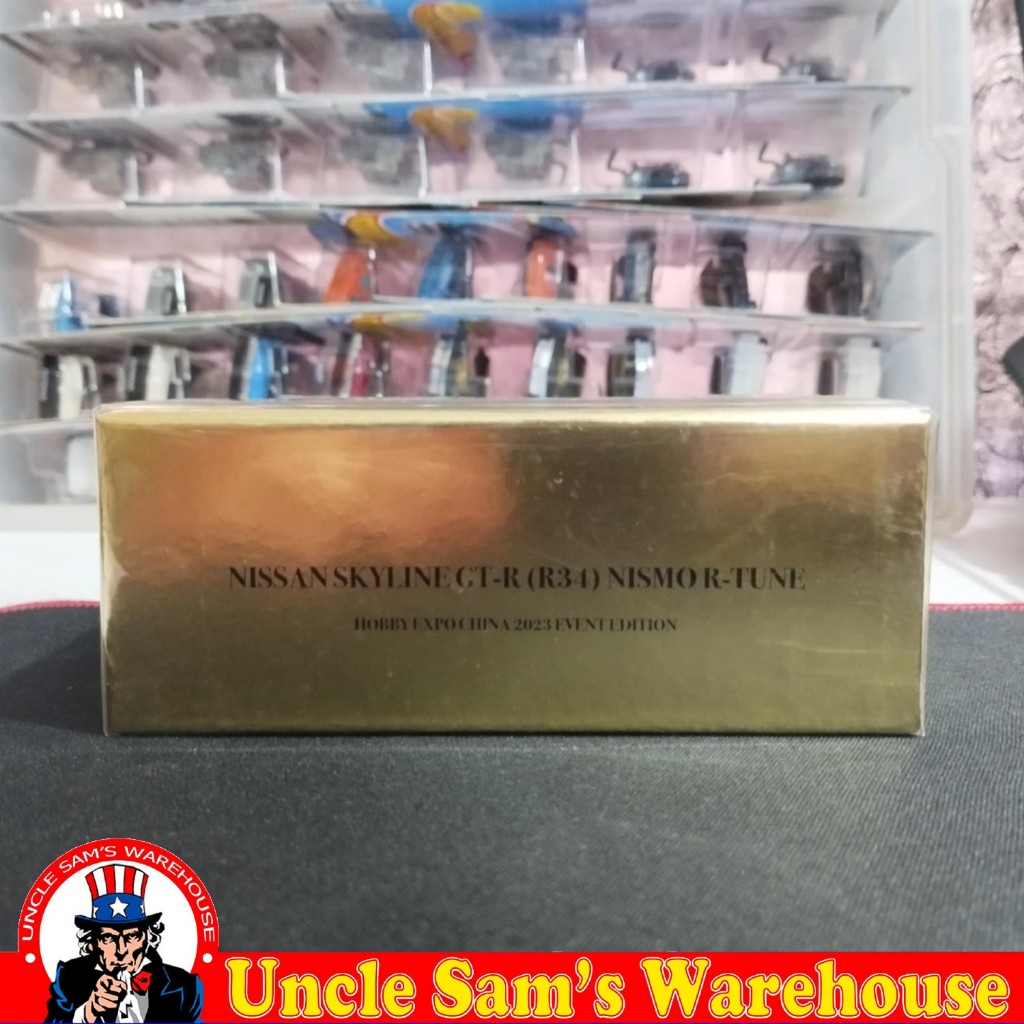 NISSAN SKYLINE GT-R (R34) NISMO R-TUNE
HOBBY EXPO CHINA 2023 EVENT EDITION
UNCLE SAM'S WAREHOUSE
Uncle Sam's Warehouse